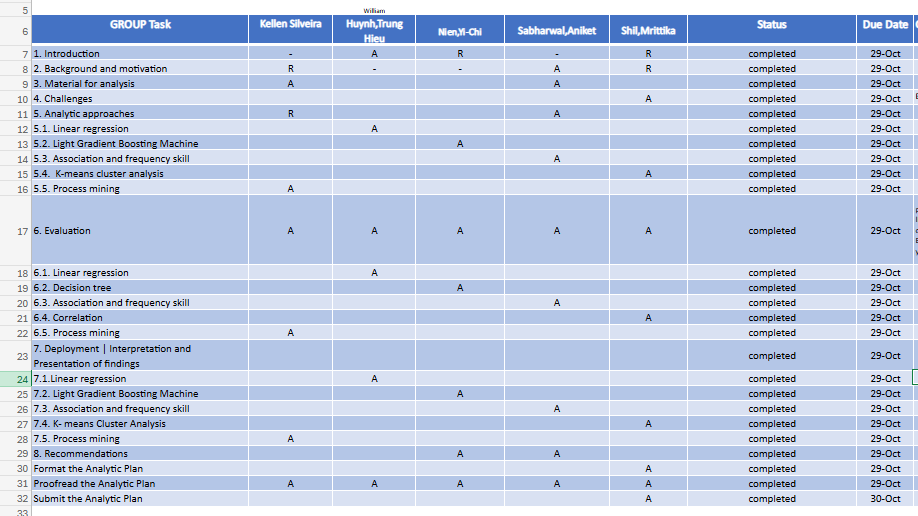 5 William
6 GROUP Task Kellen Silveira Huynh,Trung Hieu Nien,Yi-Chi Sabharwal,Aniket Shil,Mrittika Status Due Date
7 1. Introduction - A R - R completed 29-Oct
8 2. Background and motivation R - - A R completed 29-Oct
9 3. Material for analysis A A completed 29-Oct
10 4. Challenges A completed 29-Oct
11 5. Analytic approaches R A completed 29-Oct
12 5.1. Linear regression A completed 29-Oct
13 5.2. Light Gradient Boosting Machine A completed 29-Oct
14 5.3. Association and frequency skill A completed 29-Oct
15 5.4. K-means cluster analysis A completed 29-Oct
16 5.5. Process mining A completed 29-Oct
17 6. Evaluation A A A A A completed 29-Oct
18 6.1. Linear regression A completed 29-Oct
19 6.2. Decision tree A completed 29-Oct
20 6.3. Association and frequency skill A completed 29-Oct
21 6.4. Correlation A completed 29-Oct
22 6.5. Process mining A completed 29-Oct
23 7. Deployment | Interpretation and
Presentation of findings completed 29-Oct
24 7.1.Linear regression A completed 29-Oct
25 7.2. Light Gradient Boosting Machine A completed 29-Oct
26 7.3. Association and frequency skill A completed 29-Oct
27 7.4. K- means Cluster Analysis A completed 29-Oct
28 7.5. Process mining A completed 29-Oct
29 8. Recommendations A A completed 29-Oct
30 Format the Analytic Plan A completed 29-Oct
31 Proofread the Analytic Plan A A A A A completed 29-Oct
32 Submit the Analytic Plan A completed 30-Oct
33